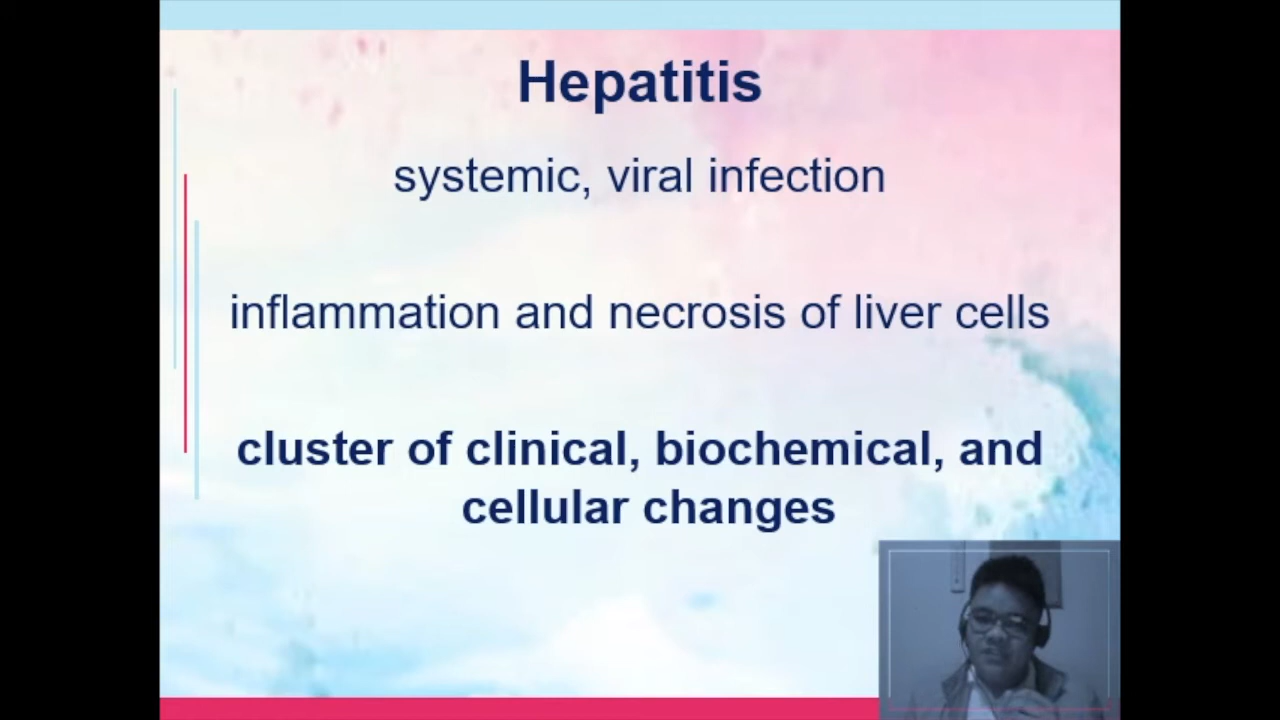 Hepatitis
systemic, viral infection
inflammation and necrosis of liver cells
cluster of clinical, biochemical, and
cellular changes